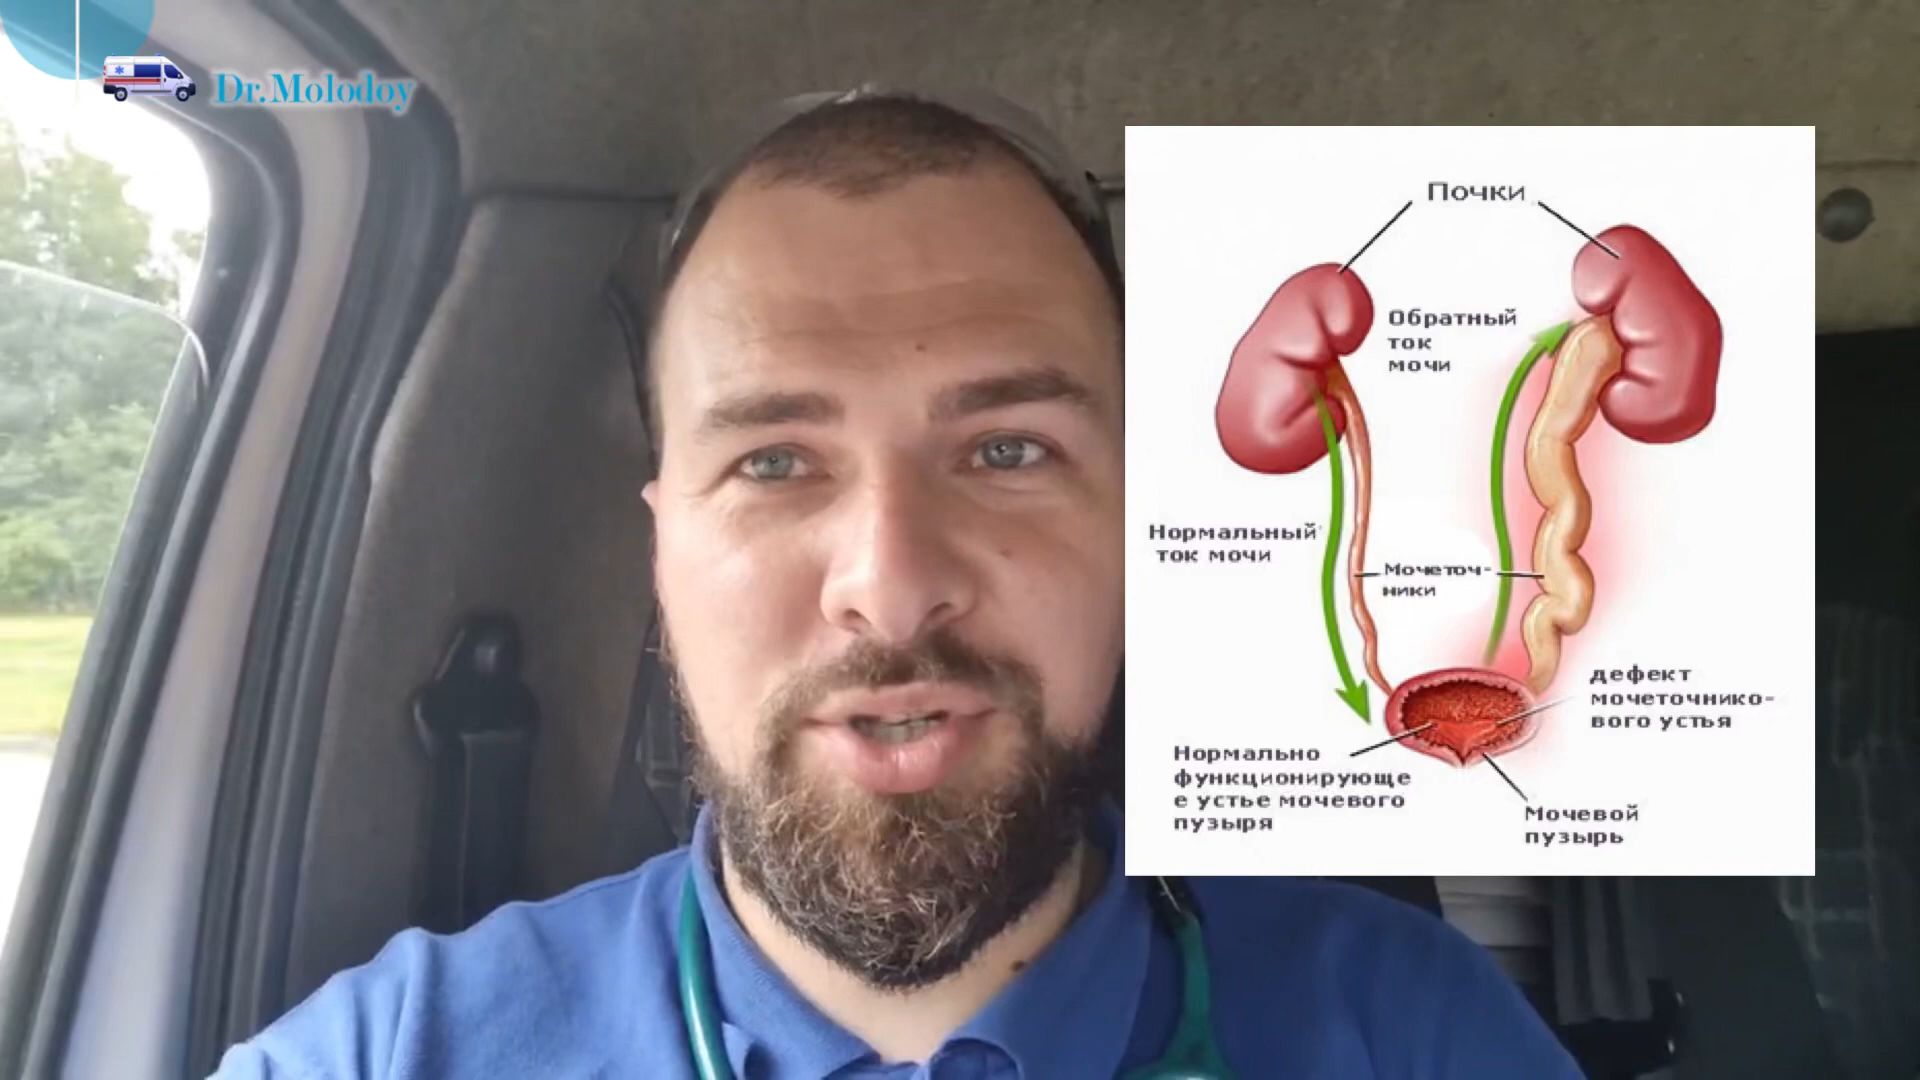 Dr.Molodoy
Почки
Обратный
ток
мочи
Нормальный
ток мочи
Мочеточ-
ники
дефект
мочеточнико-
вого устья
Нормально
функционирующе
е устье мочевого
пузыря
Мочевой
пузырь